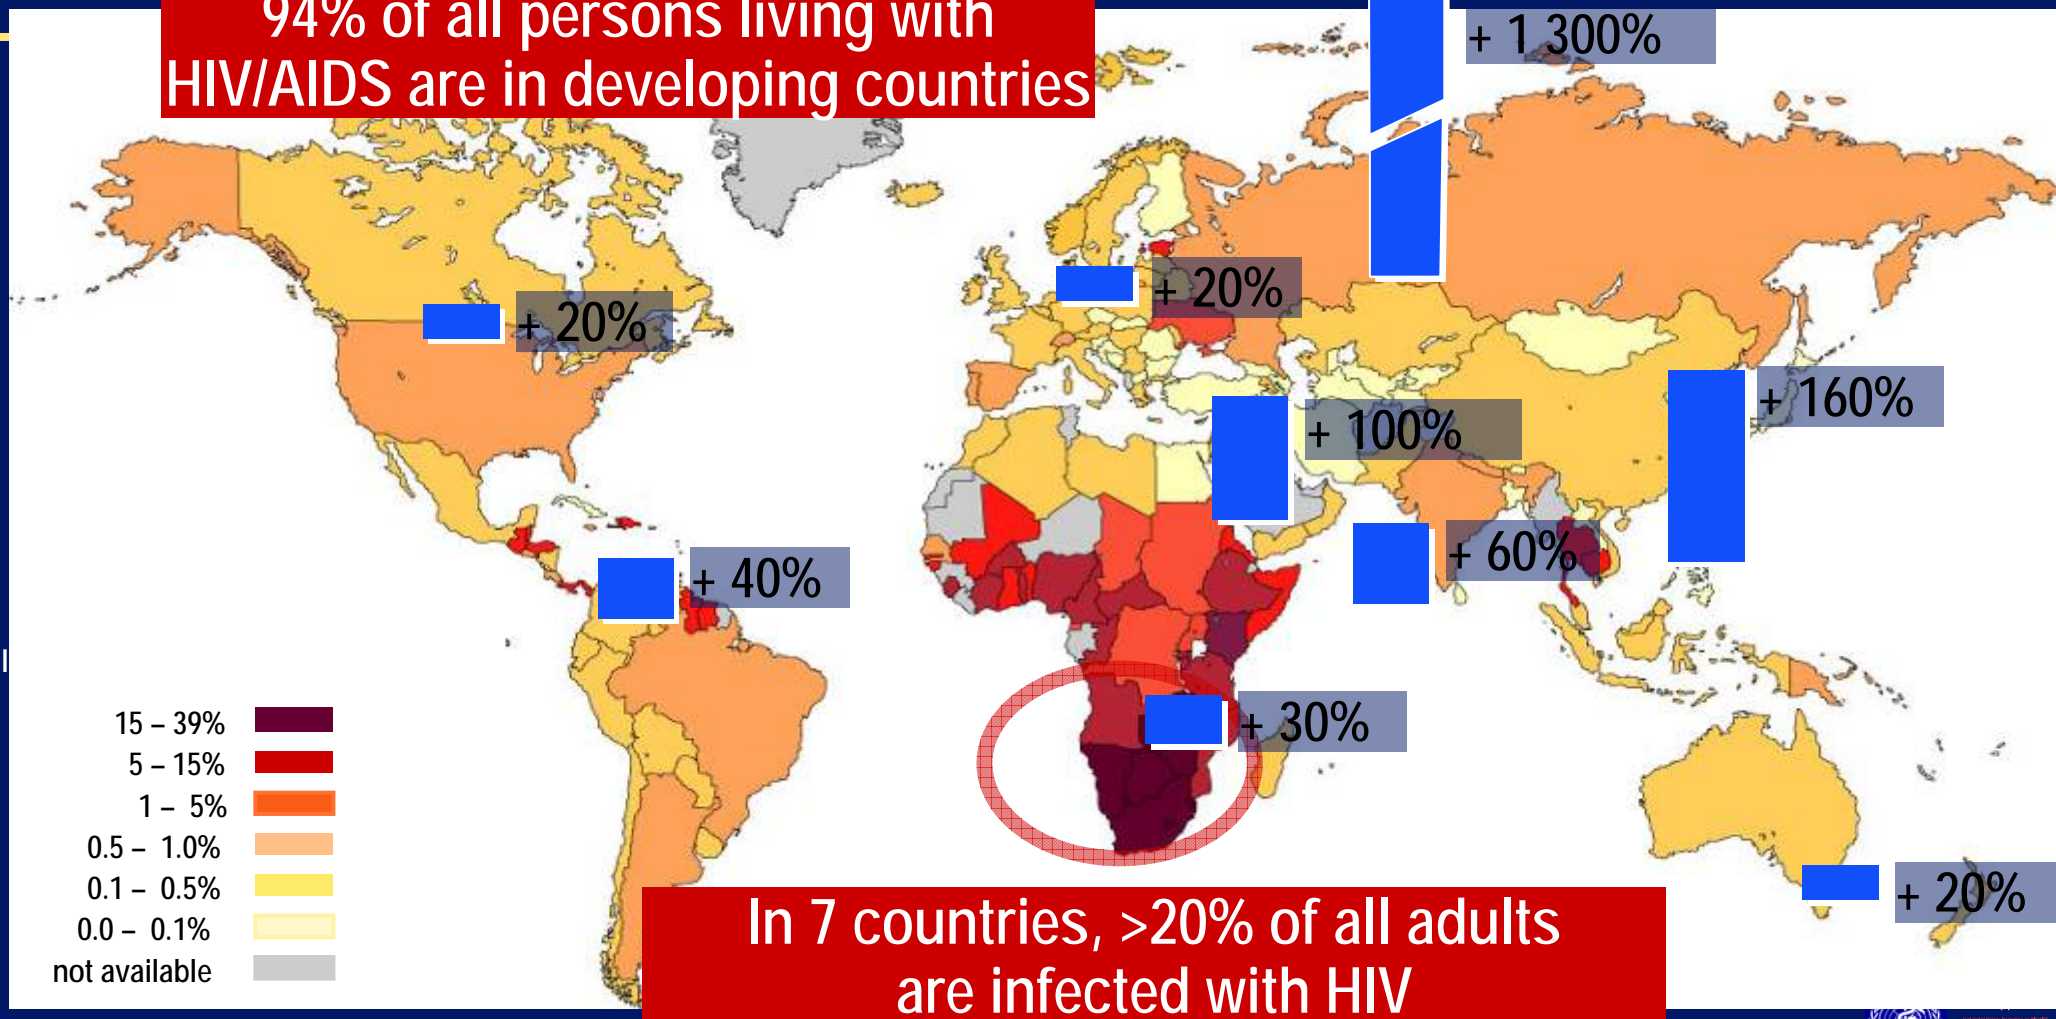 94% of all persons living with
HIV/AIDS are in developing countries
+ 1 300%
+ 20%
+ 20%
+ 160%
+ 100%
+ 60%
+ 40%
+ 30%
+ 20%
15 – 39%
5 – 15%
1 – 5%
0.5 – 1.0%
0.1 – 0.5%
0.0 – 0.1%
not available
In 7 countries, >20% of all adults
are infected with HIV